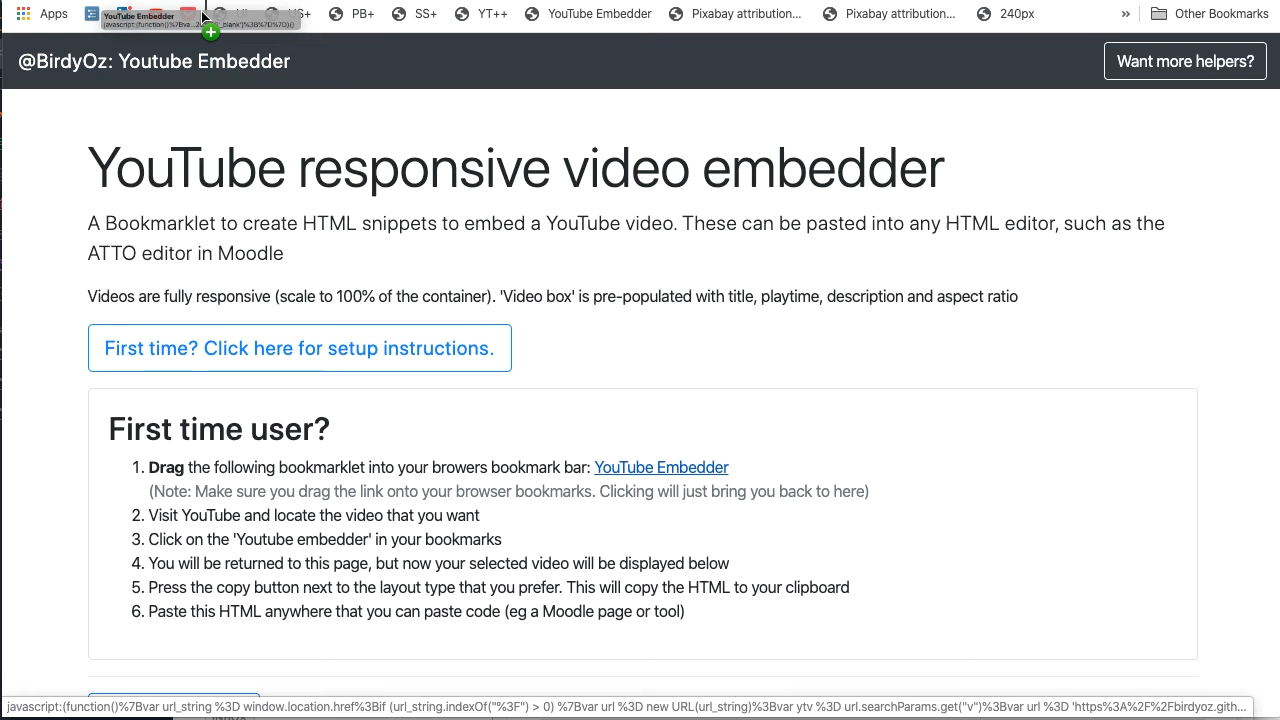 Apps
YouTube Embedder
PB+
SS+
YT++
YouTube Embedder
Pixabay attribution...
Pixabay attribution...
240px
»
Other Bookmarks
@BirdyOz: Youtube Embedder
Want more helpers?
YouTube responsive video embedder
A Bookmarklet to create HTML snippets to embed a YouTube video. These can be pasted into any HTML editor, such as the
ATTO editor in Moodle
Videos are fully responsive (scale to 100% of the container). 'Video box' is pre-populated with title, playtime, description and aspect ratio
First time? Click here for setup instructions.
First time user?
1. Drag the following bookmarklet into your browers bookmark bar: YouTube Embedder
(Note: Make sure you drag the link onto your browser bookmarks. Clicking will just bring you back to here)
2. Visit YouTube and locate the video that you want
3. Click on the 'Youtube embedder' in your bookmarks
4. You will be returned to this page, but now your selected video will be displayed below
5. Press the copy button next to the layout type that you prefer. This will copy the HTML to your clipboard
6. Paste this HTML anywhere that you can paste code (eg a Moodle page or tool)
javascript:(function()%7Bvar url_string %3D window.location.href%3Bif (url_string.indexOf("%3F") > 0) %7Bvar url %3D new URL(url_string)%3Bvar ytv %3D url.searchParams.get("v")%3Bvar url %3D 'https%3A%2F%2Fbirdyoz.gith...